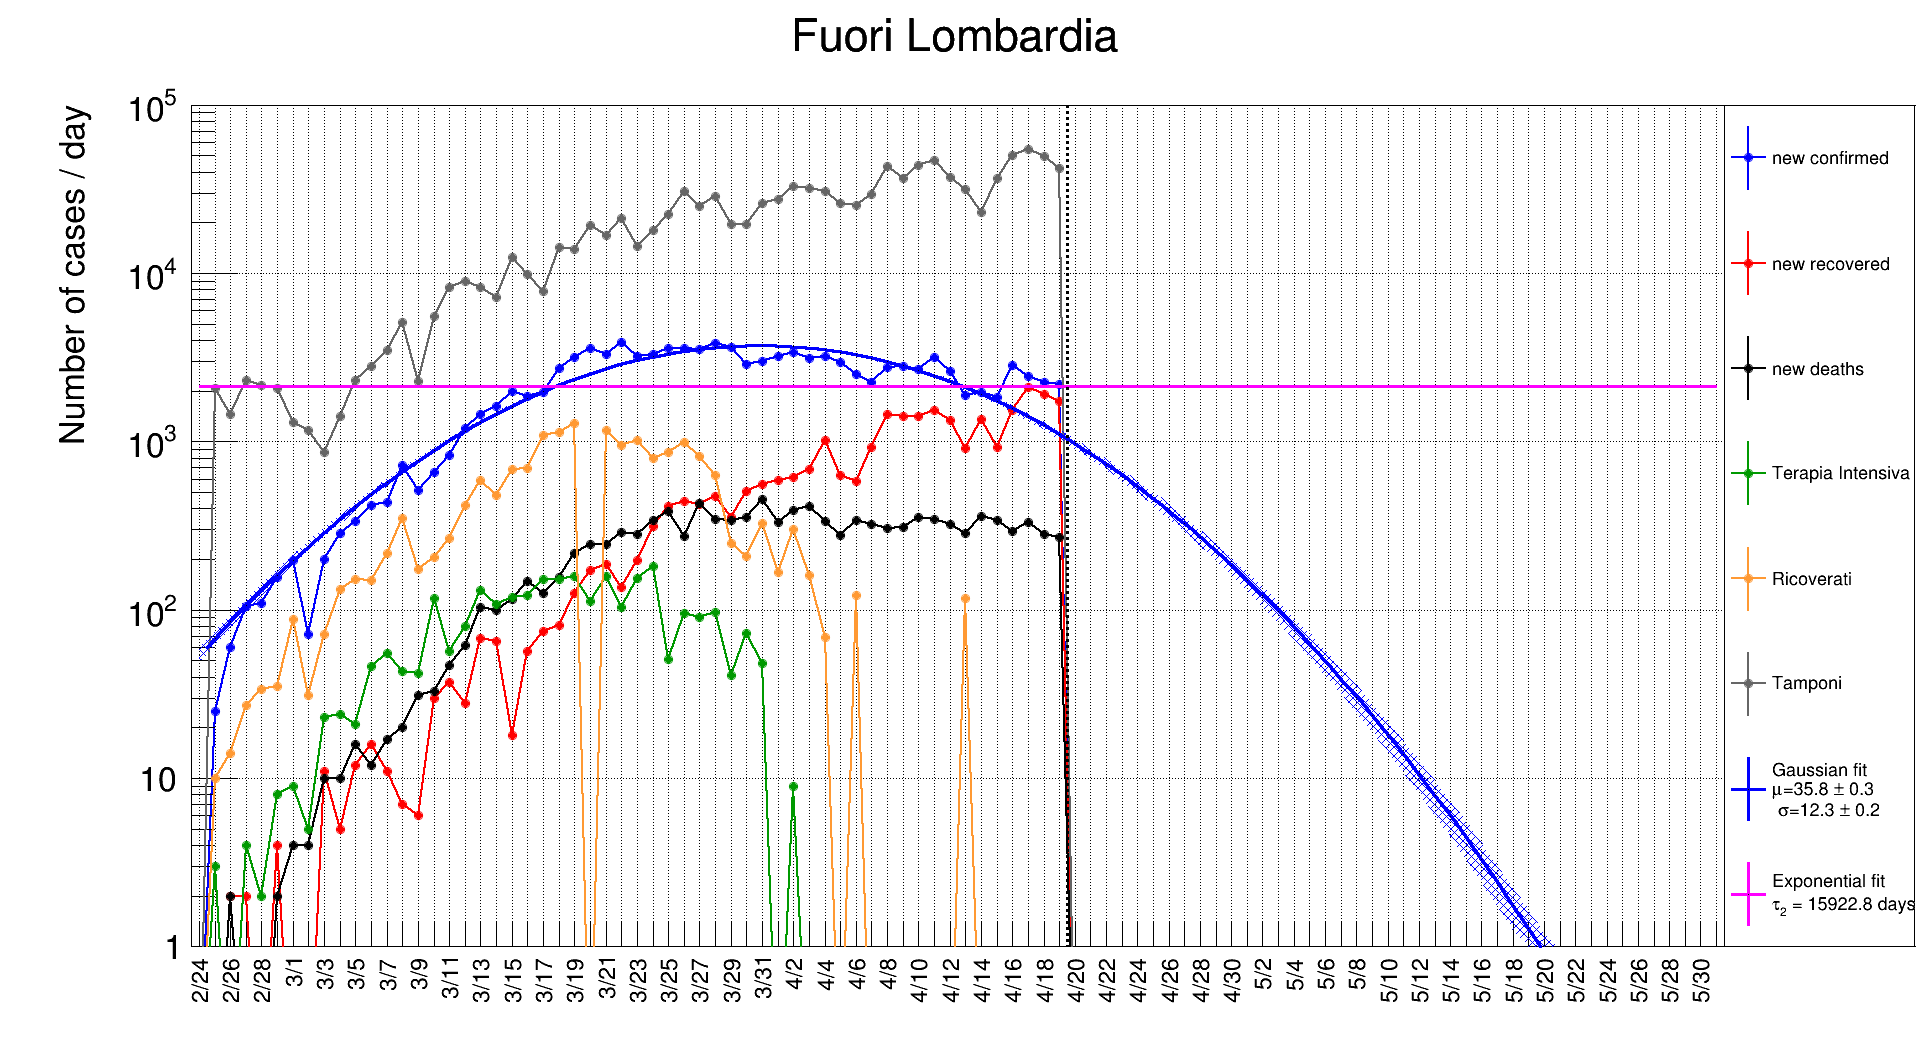 Fuori Lombardia
Number of cases / day
10^5
10^4
10^3
10^2
10
1
2/24 2/26 2/28 3/1 3/3 3/5 3/7 3/9 3/11 3/13 3/15 3/17 3/19 3/21 3/23 3/25 3/27 3/29 3/31 4/2 4/4 4/6 4/8 4/10 4/12 4/14 4/16 4/18 4/20 4/22 4/24 4/26 4/28 4/30 5/2 5/4 5/6 5/8 5/10 5/12 5/14 5/16 5/18 5/20 5/22 5/24 5/26 5/28 5/30
new confirmed
new recovered
new deaths
Terapia Intensiva
Ricoverati
Tamponi
Gaussian fit
μ=35.8 ± 0.3
σ=12.3 ± 0.2
Exponential fit
τ₂ = 15922.8 days